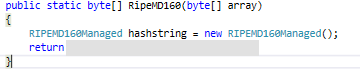 public static byte[] RipeMD160(byte[] array)
{
RIPEMD160Managed hashstring = new RIPEMD160Managed();
return
}